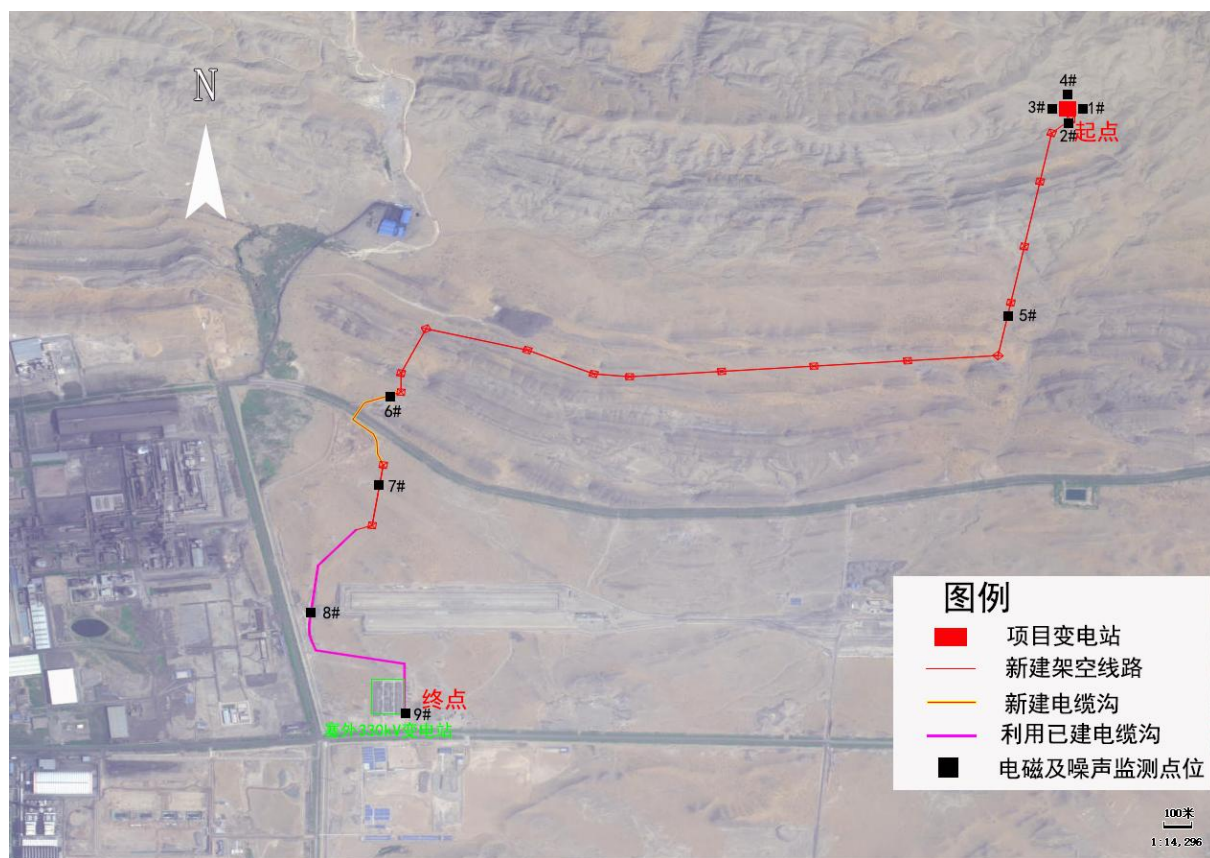 N
4#
3#
1#
2#
起点
5#
6#
7#
8#
终点
9#
塞外220kV变电站
图例
项目变电站
新建架空线路
新建电缆沟
利用已建电缆沟
电磁及噪声监测点位
100米
1:14,296